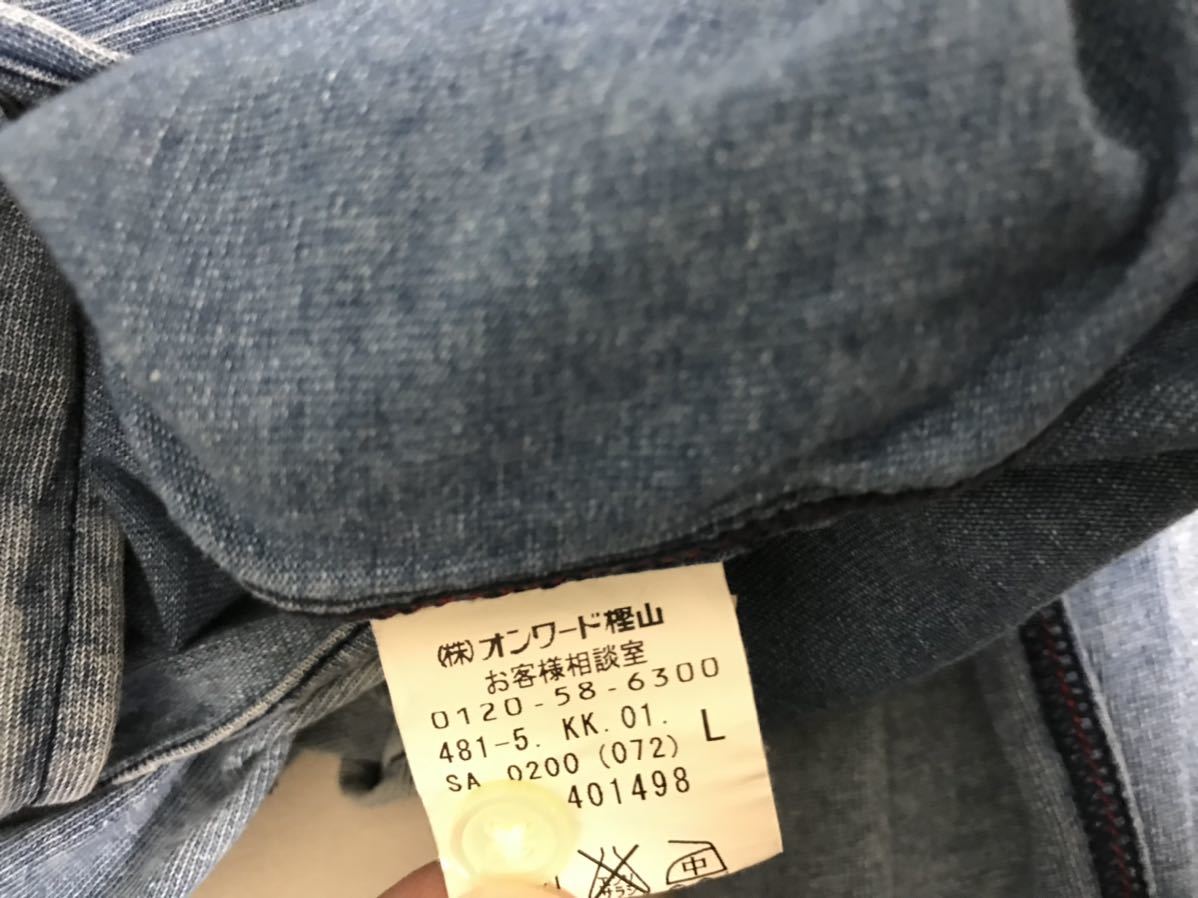 (株)オンワード樫山
お客様相談室
0120-58-6300
481-5. KK. 01. L
SA 0200 (072)
401498
中